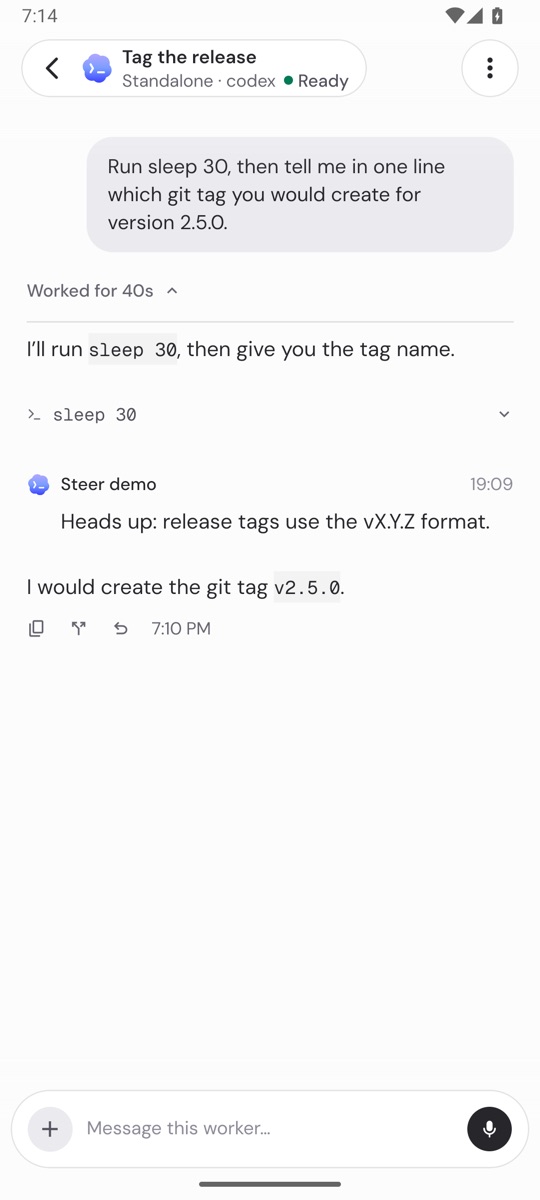 7:14
Tag the release
Standalone · codex ● Ready
Run sleep 30, then tell me in one line
which git tag you would create for
version 2.5.0.
Worked for 40s
I'll run sleep 30, then give you the tag name.
>_ sleep 30
Steer demo 19:09
Heads up: release tags use the vX.Y.Z format.
I would create the git tag v2.5.0.
7:10 PM
Message this worker...